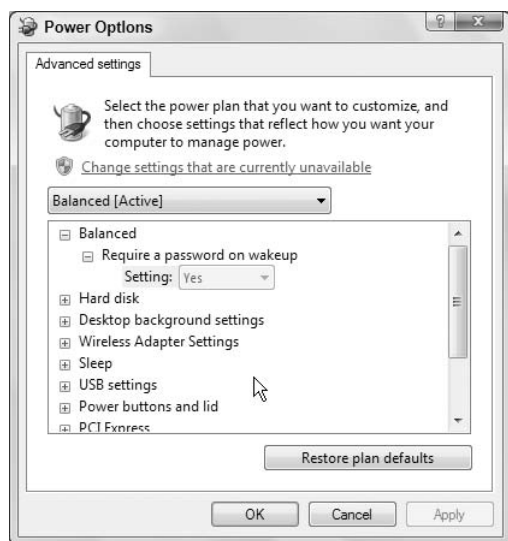 Power Options
Advanced settings
Select the power plan that you want to customize, and
then choose settings that reflect how you want your
computer to manage power.
Change settings that are currently unavailable
Balanced [Active]
Balanced
Require a password on wakeup
Setting: Yes
Hard disk
Desktop background settings
Wireless Adapter Settings
Sleep
USB settings
Power buttons and lid
PCI Express
Restore plan defaults
OK Cancel Apply